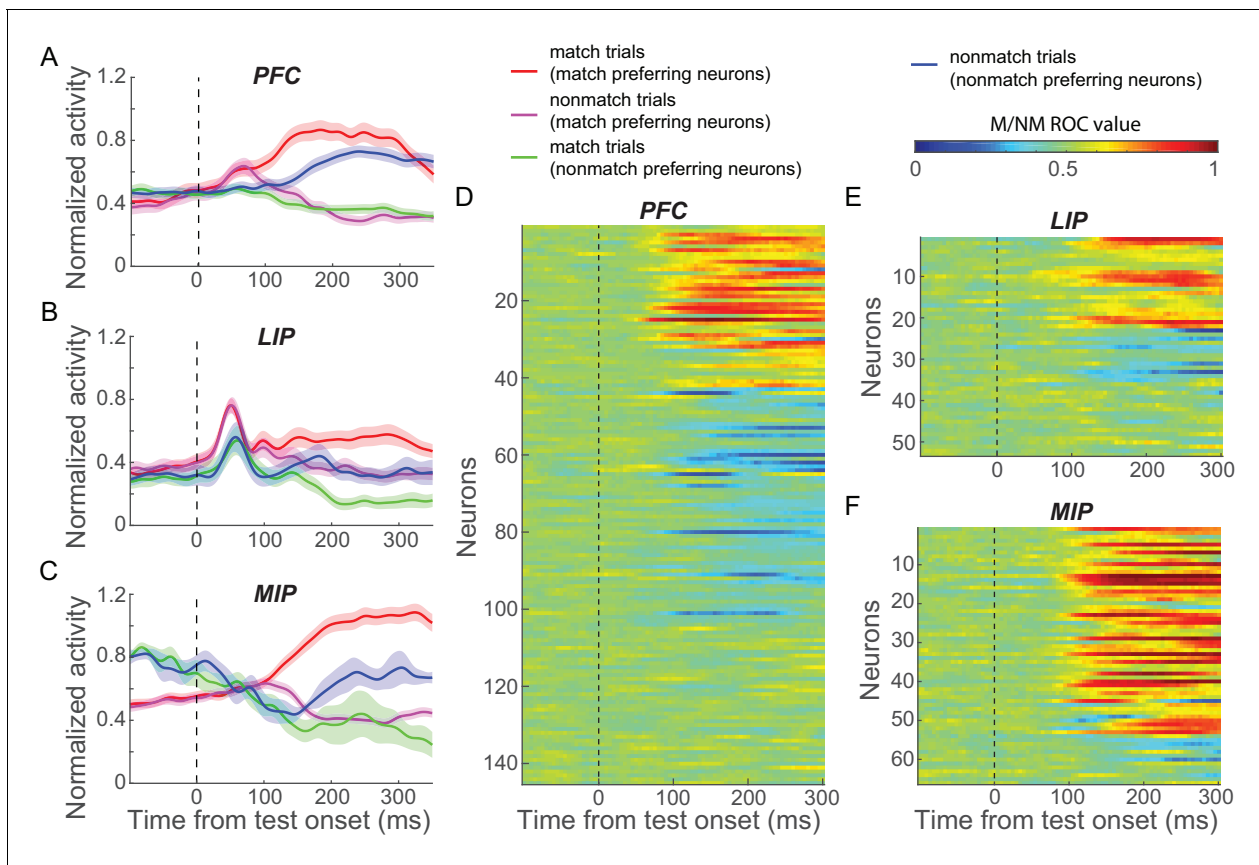 A
PFC
Normalized activity
1.2
0.8
0.4
0
0
100
200
300
B
LIP
Normalized activity
1.2
0.8
0.4
0
0
100
200
300
C
MIP
Normalized activity
1.2
0.8
0.4
0
0
100
200
300
Time from test onset (ms)
match trials
(match preferring neurons)
nonmatch trials
(match preferring neurons)
match trials
(nonmatch preferring neurons)
nonmatch trials
(nonmatch preferring neurons)
M/NM ROC value
0
0.5
1
D
PFC
Neurons
20
40
60
80
100
120
140
0
100
200
300
Time from test onset (ms)
E
LIP
Neurons
10
20
30
40
50
0
100
200
300
F
MIP
Neurons
10
20
30
40
50
60
0
100
200
300
Time from test onset (ms)